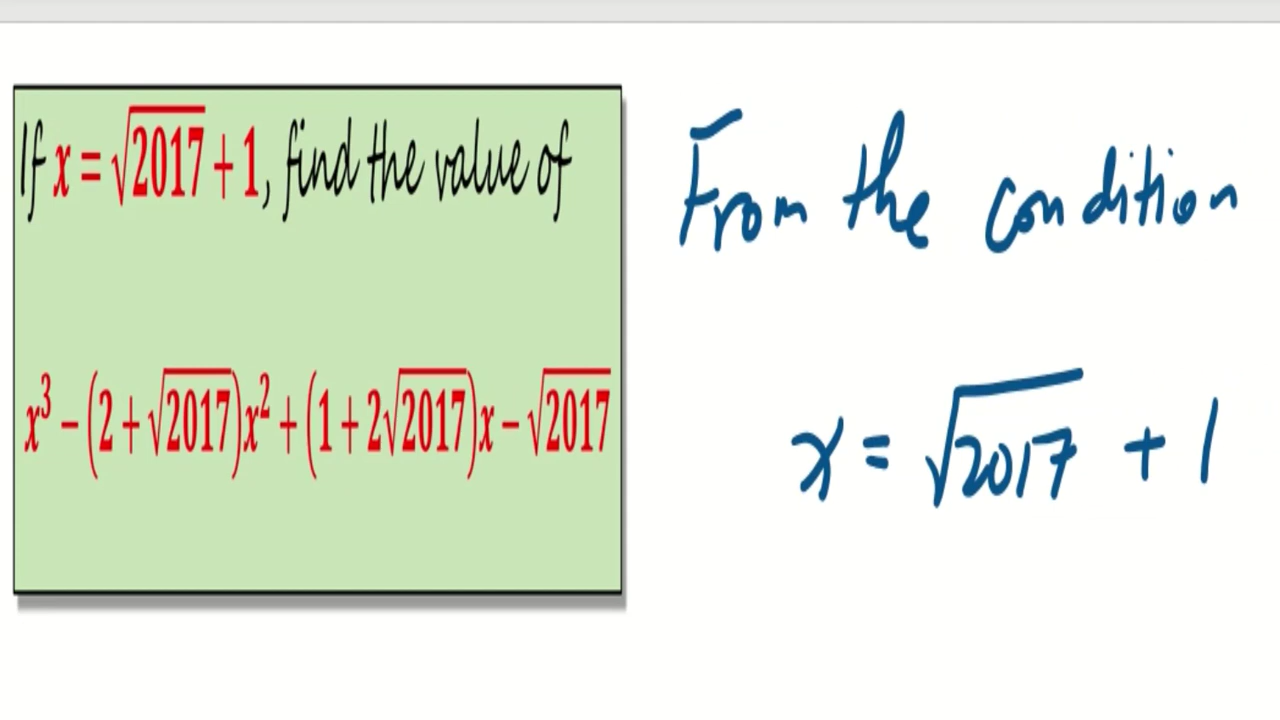 If x = √2017 + 1, find the value of
x³ − (2 + √2017)x² + (1 + 2√2017)x − √2017
From the condition
x = √2017 + 1